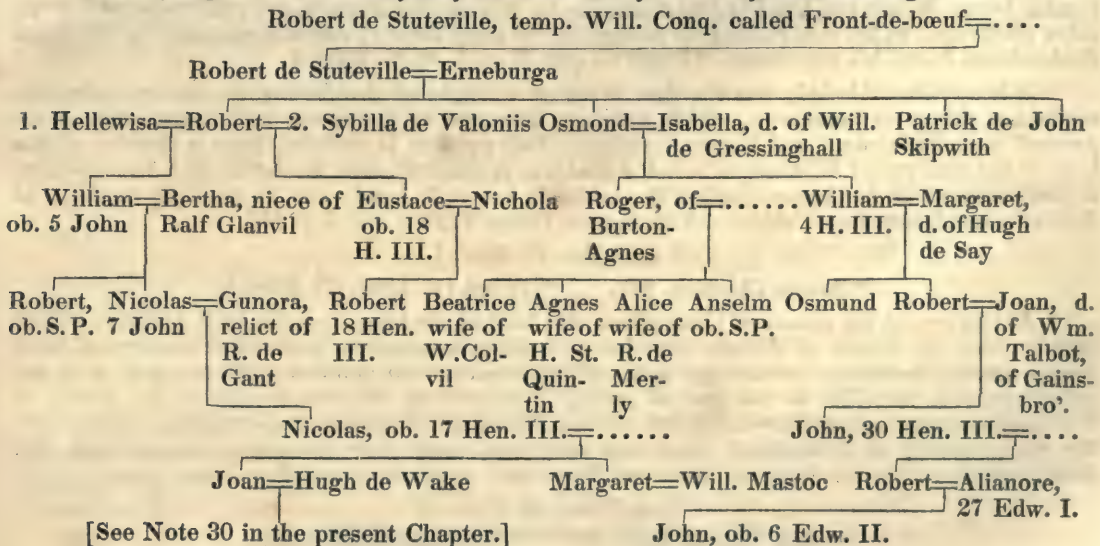 Robert de Stuteville, temp. Will. Conq. called Front-de-bœuf=....
Robert de Stuteville=Erneburga
1. Hellewisa=Robert=2. Sybilla de Valoniis Osmond=Isabella, d. of Will. Patrick de John
de Gressinghall Skipwith
William=Bertha, niece of Eustace=Nichola Roger, of=...... William=Margaret,
ob. 5 John Ralf Glanvil ob. 18 Burton- 4 H. III. d. of Hugh
H. III. Agnes de Say
Robert, Nicolas=Gunora, Robert Beatrice Agnes Alice Anselm Osmund Robert=Joan, d.
ob. S. P. 7 John relict of 18 Hen. wife of wife of wife of ob. S.P. of Wm.
R. de III. W. Col- H. St. R. de Talbot,
Gant vil Quin- Mer- of Gains-
tin ly bro'.
Nicolas, ob. 17 Hen. III.=...... John, 30 Hen. III.=....
Joan=Hugh de Wake Margaret=Will. Mastoc Robert=Alianore,
27 Edw. I.
[See Note 30 in the present Chapter.] John, ob. 6 Edw. II.